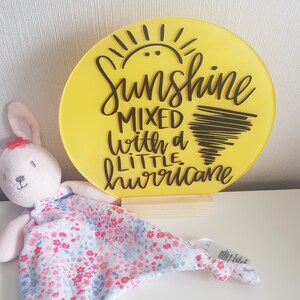 Sunshine
MIXED
with a
LITTLE
hurricane